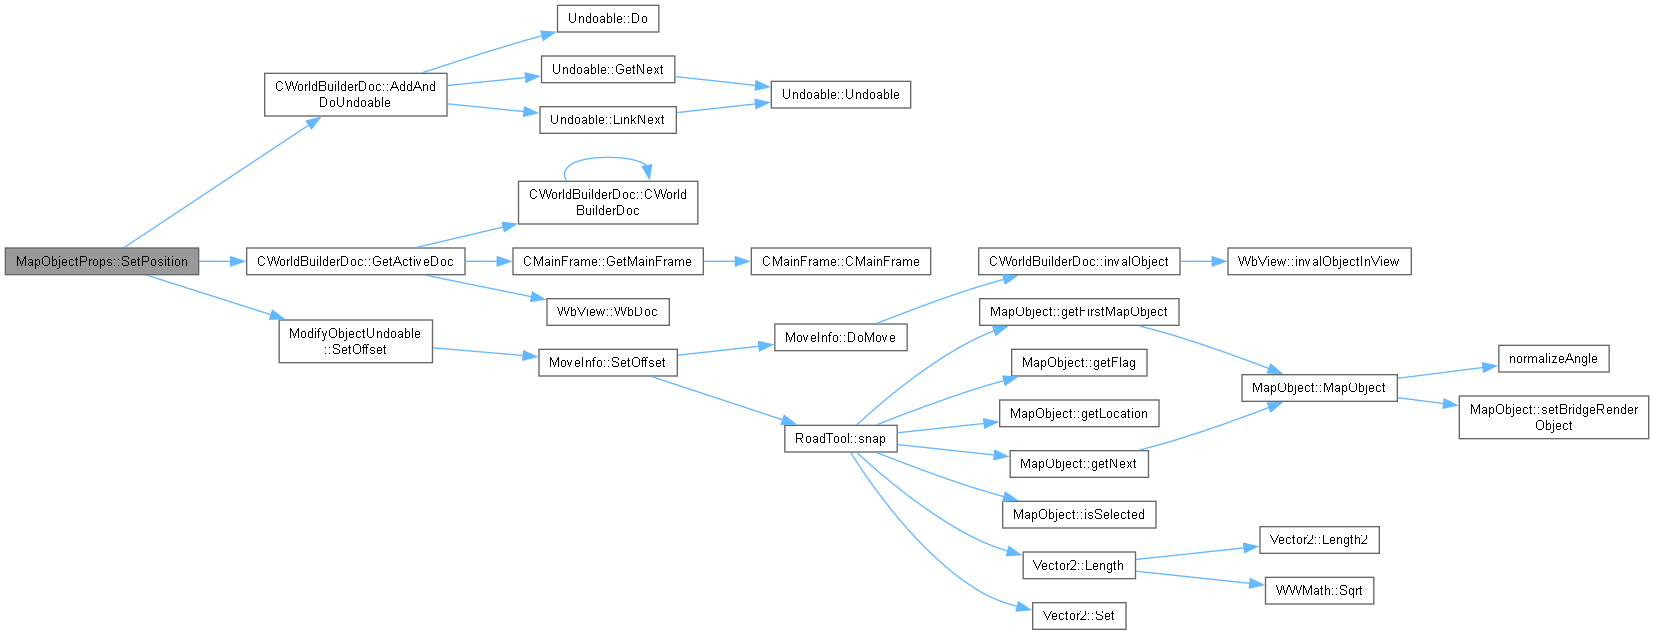 Undoable::Do
CWorldBuilderDoc::AddAnd
DoUndoable
Undoable::GetNext
Undoable::LinkNext
Undoable::Undoable
CWorldBuilderDoc::CWorld
BuilderDoc
MapObjectProps::SetPosition
CWorldBuilderDoc::GetActiveDoc
CMainFrame::GetMainFrame
CMainFrame::CMainFrame
CWorldBuilderDoc::invalObject
WbView::invalObjectInView
WbView::WbDoc
ModifyObjectUndoable
::SetOffset
MoveInfo::SetOffset
MoveInfo::DoMove
MapObject::getFirstMapObject
MapObject::getFlag
MapObject::getLocation
RoadTool::snap
MapObject::getNext
MapObject::MapObject
normalizeAngle
MapObject::setBridgeRender
Object
MapObject::isSelected
Vector2::Length
Vector2::Length2
WWMath::Sqrt
Vector2::Set